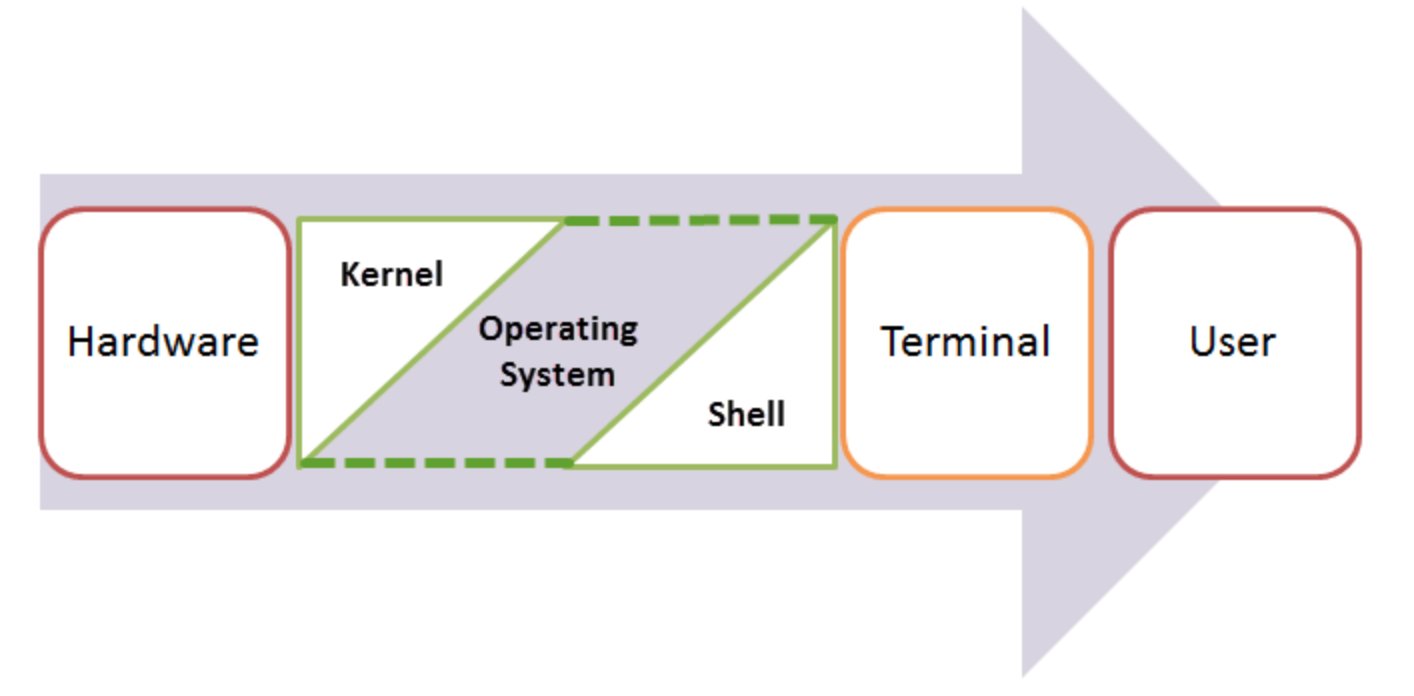 Hardware
Kernel
Operating
System
Shell
Terminal
User